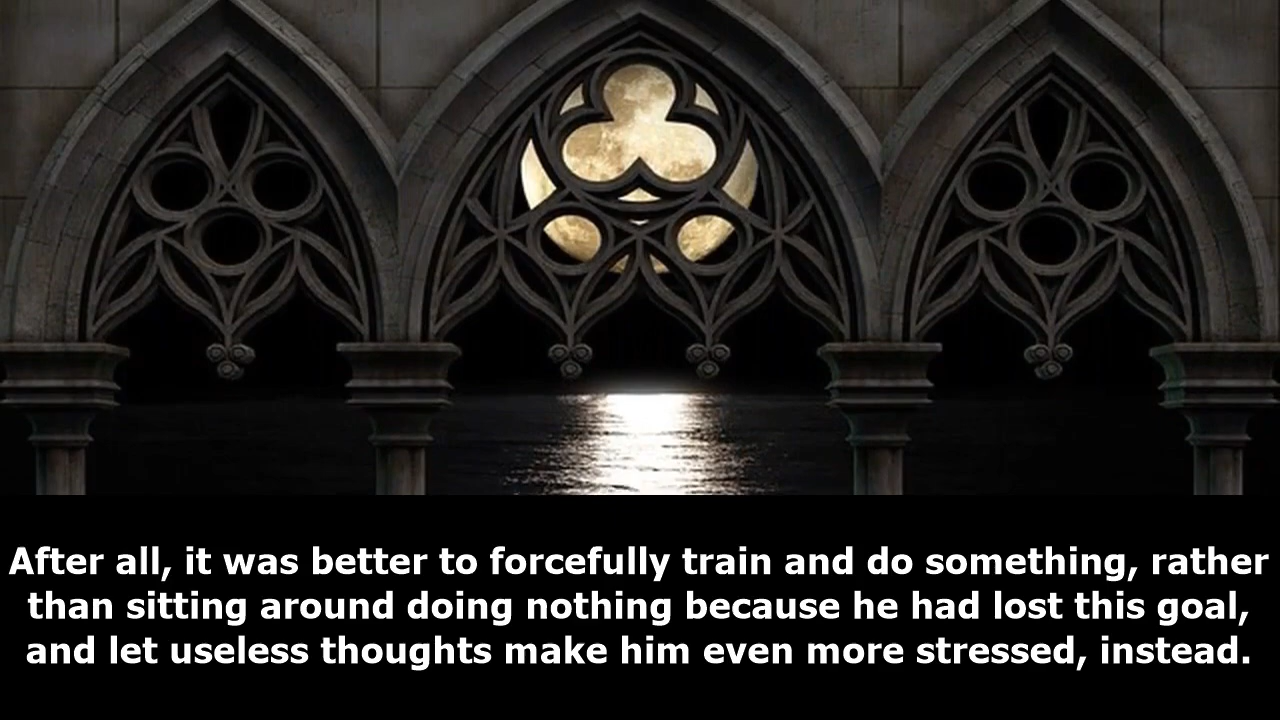 After all, it was better to forcefully train and do something, rather
than sitting around doing nothing because he had lost this goal,
and let useless thoughts make him even more stressed, instead.